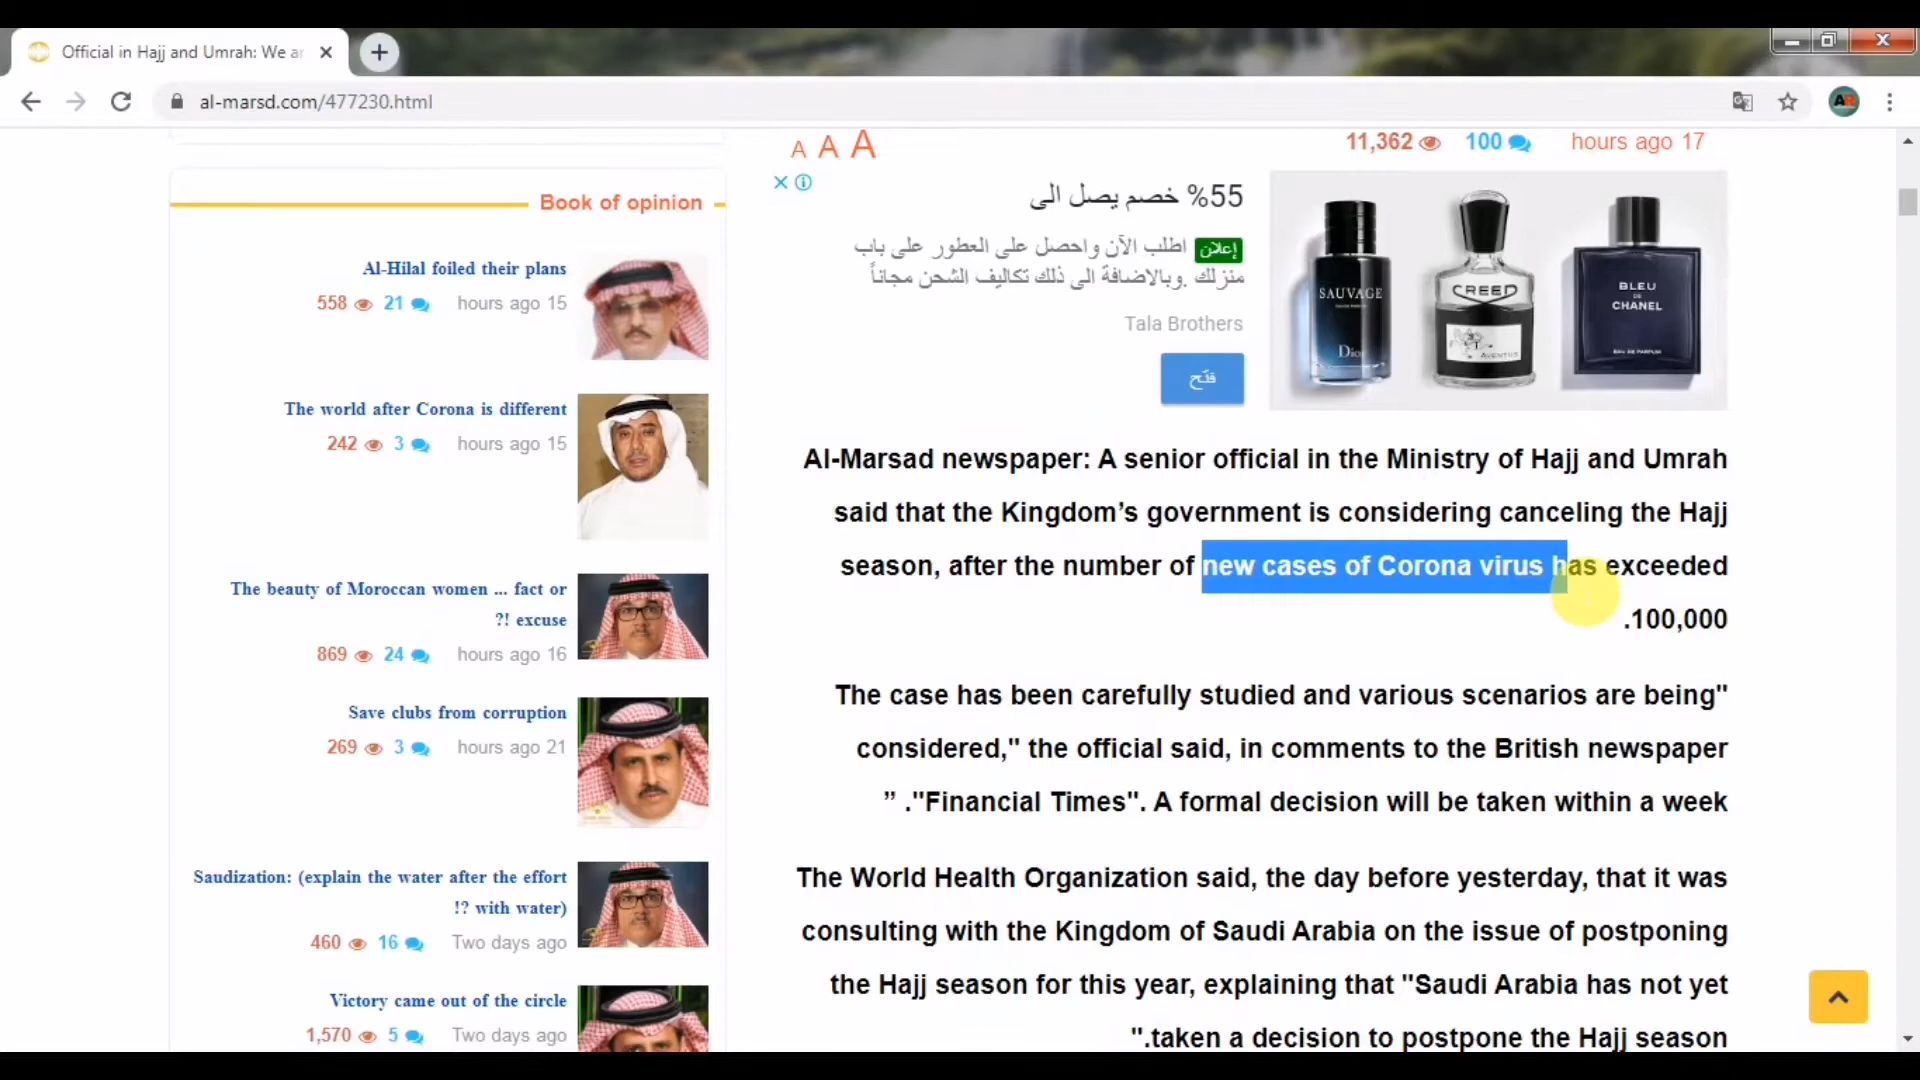 Official in Hajj and Umrah: We ar
al-marsd.com/477230.html
A A A
11,362 100 hours ago 17
Book of opinion
Al-Hilal foiled their plans
558 21 hours ago 15
The world after Corona is different
242 3 hours ago 15
The beauty of Moroccan women ... fact or
!? excuse
869 24 hours ago 16
Save clubs from corruption
269 3 hours ago 21
Saudization: (explain the water after the effort
!? with water)
460 16 Two days ago
Victory came out of the circle
1,570 5 Two days ago
خصم يصل الى 55%
إعلان اطلب الآن واحصل على العطور على باب
منزلك .وبالاضافة الى ذلك تكاليف الشحن مجاناً
Tala Brothers
فتح
SAUVAGE
Dior
CREED
AVENTUS
BLEU
DE
CHANEL
EAU DE PARFUM
Al-Marsad newspaper: A senior official in the Ministry of Hajj and Umrah
said that the Kingdom's government is considering canceling the Hajj
season, after the number of new cases of Corona virus has exceeded
.100,000
The case has been carefully studied and various scenarios are being"
considered," the official said, in comments to the British newspaper
” ."Financial Times". A formal decision will be taken within a week
The World Health Organization said, the day before yesterday, that it was
consulting with the Kingdom of Saudi Arabia on the issue of postponing
the Hajj season for this year, explaining that "Saudi Arabia has not yet
".taken a decision to postpone the Hajj season